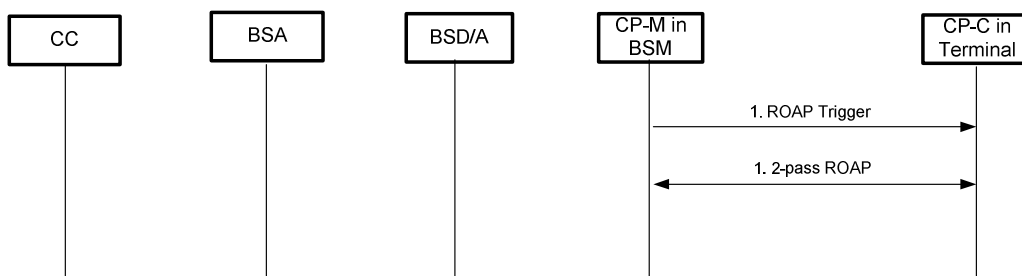 CC
BSA
BSD/A
CP-M in
BSM
CP-C in
Terminal
1. ROAP Trigger
1. 2-pass ROAP